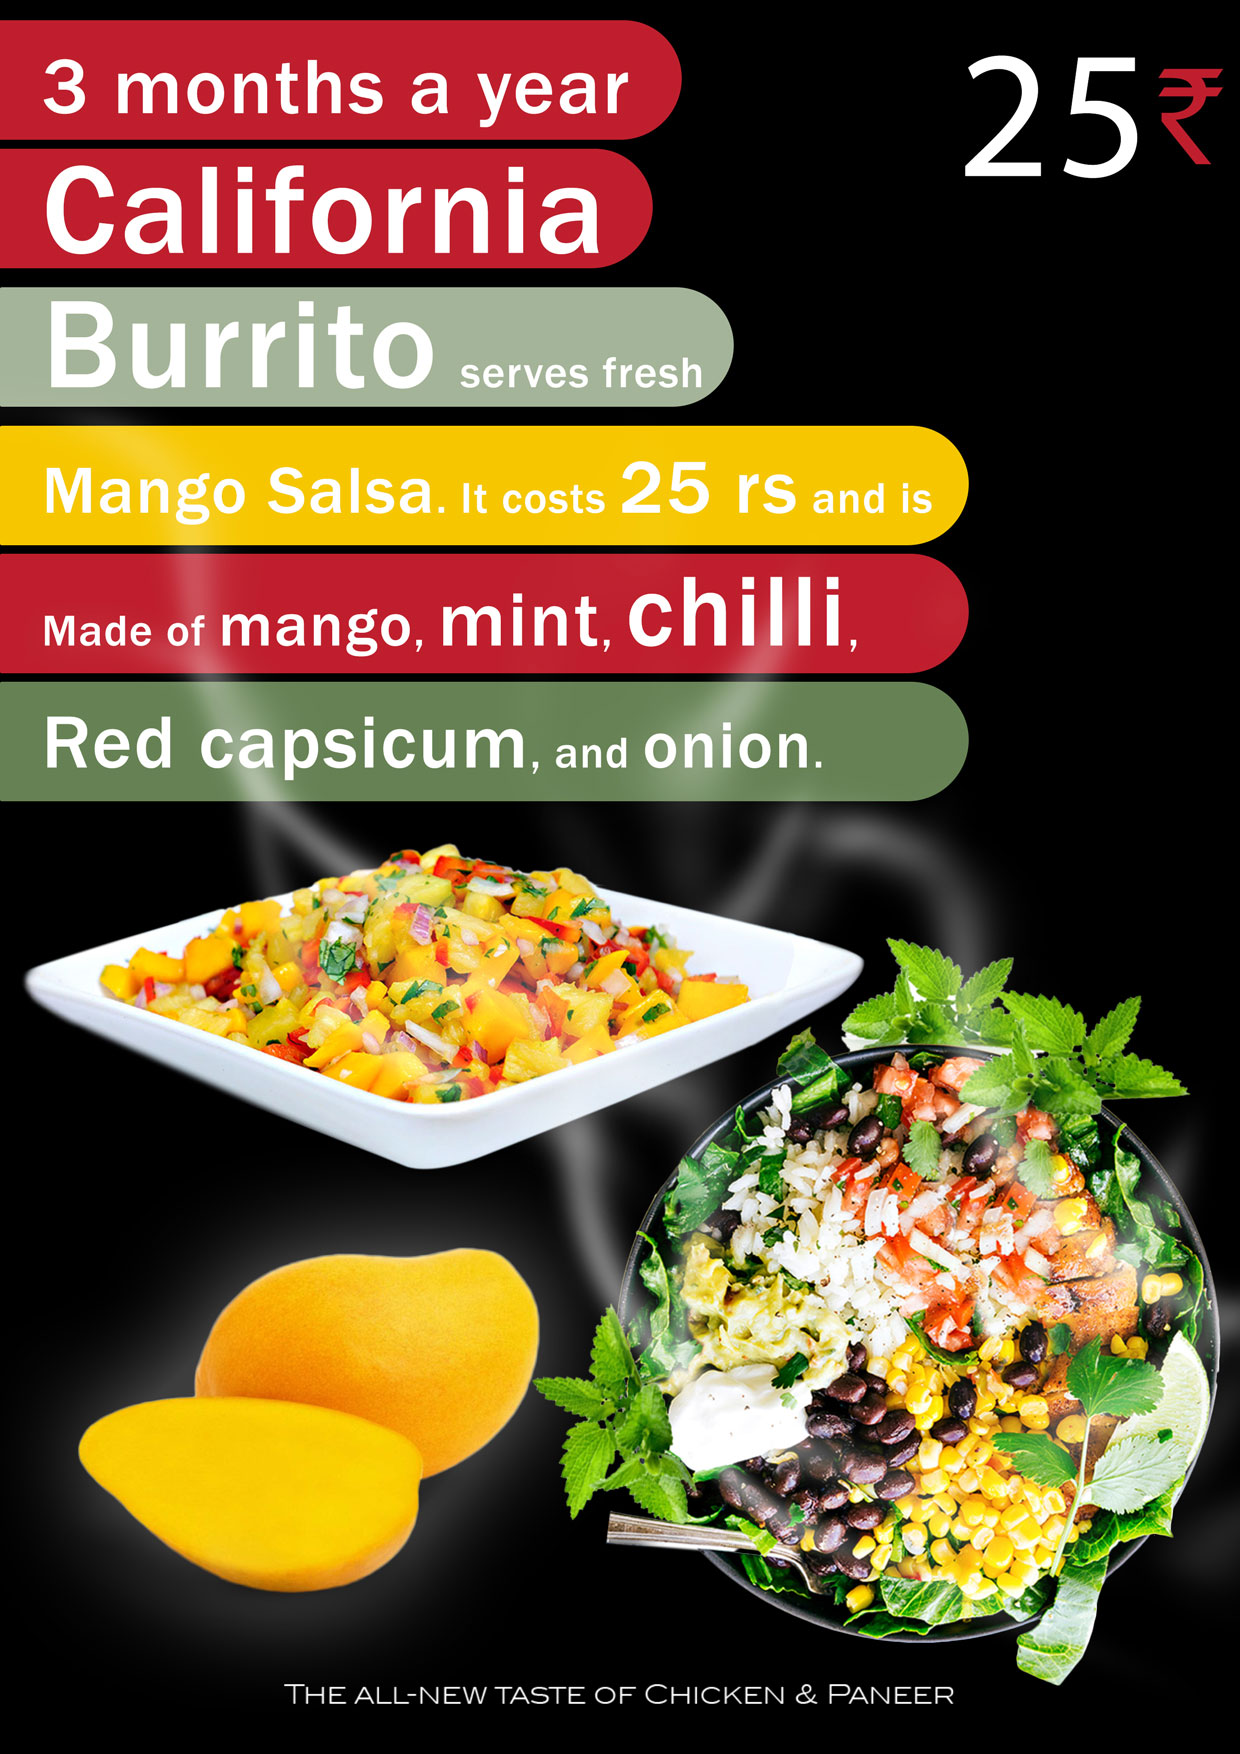 3 months a year
25₹
California
Burrito serves fresh
Mango Salsa. It costs 25 rs and is
Made of mango, mint, chilli,
Red capsicum, and onion.
The all-new taste of Chicken & Paneer